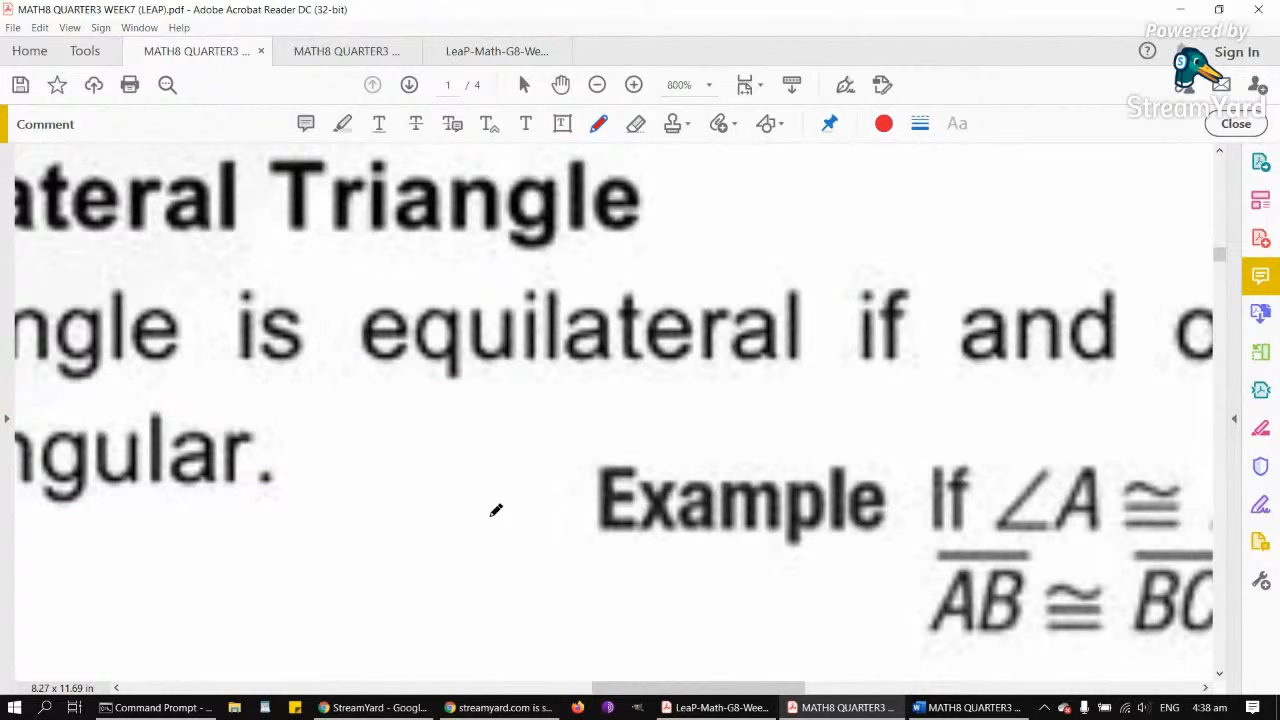 MATH8 QUARTER3 WEEK7 (LEAP).pdf - Adobe Acrobat Reader DC (32-bit)
Powered by
File Edit View Sign Window Help
Home Tools MATH8 QUARTER3 ... × MATH8 QUARTER3 ... LeaP-Math-G8-We... Sign In
1 / 4 800%
StreamYard
Comment Aa Close
ateral Triangle
ngle is equilateral if and o
ngular.
Example If ∠A ≅
AB ≅ BC
8.27 x 11.69 in
Command Prompt - ... StreamYard - Googl... streamyard.com is s... LeaP-Math-G8-Wee... MATH8 QUARTER3 ... MATH8 QUARTER3 ... ENG 4:38 am